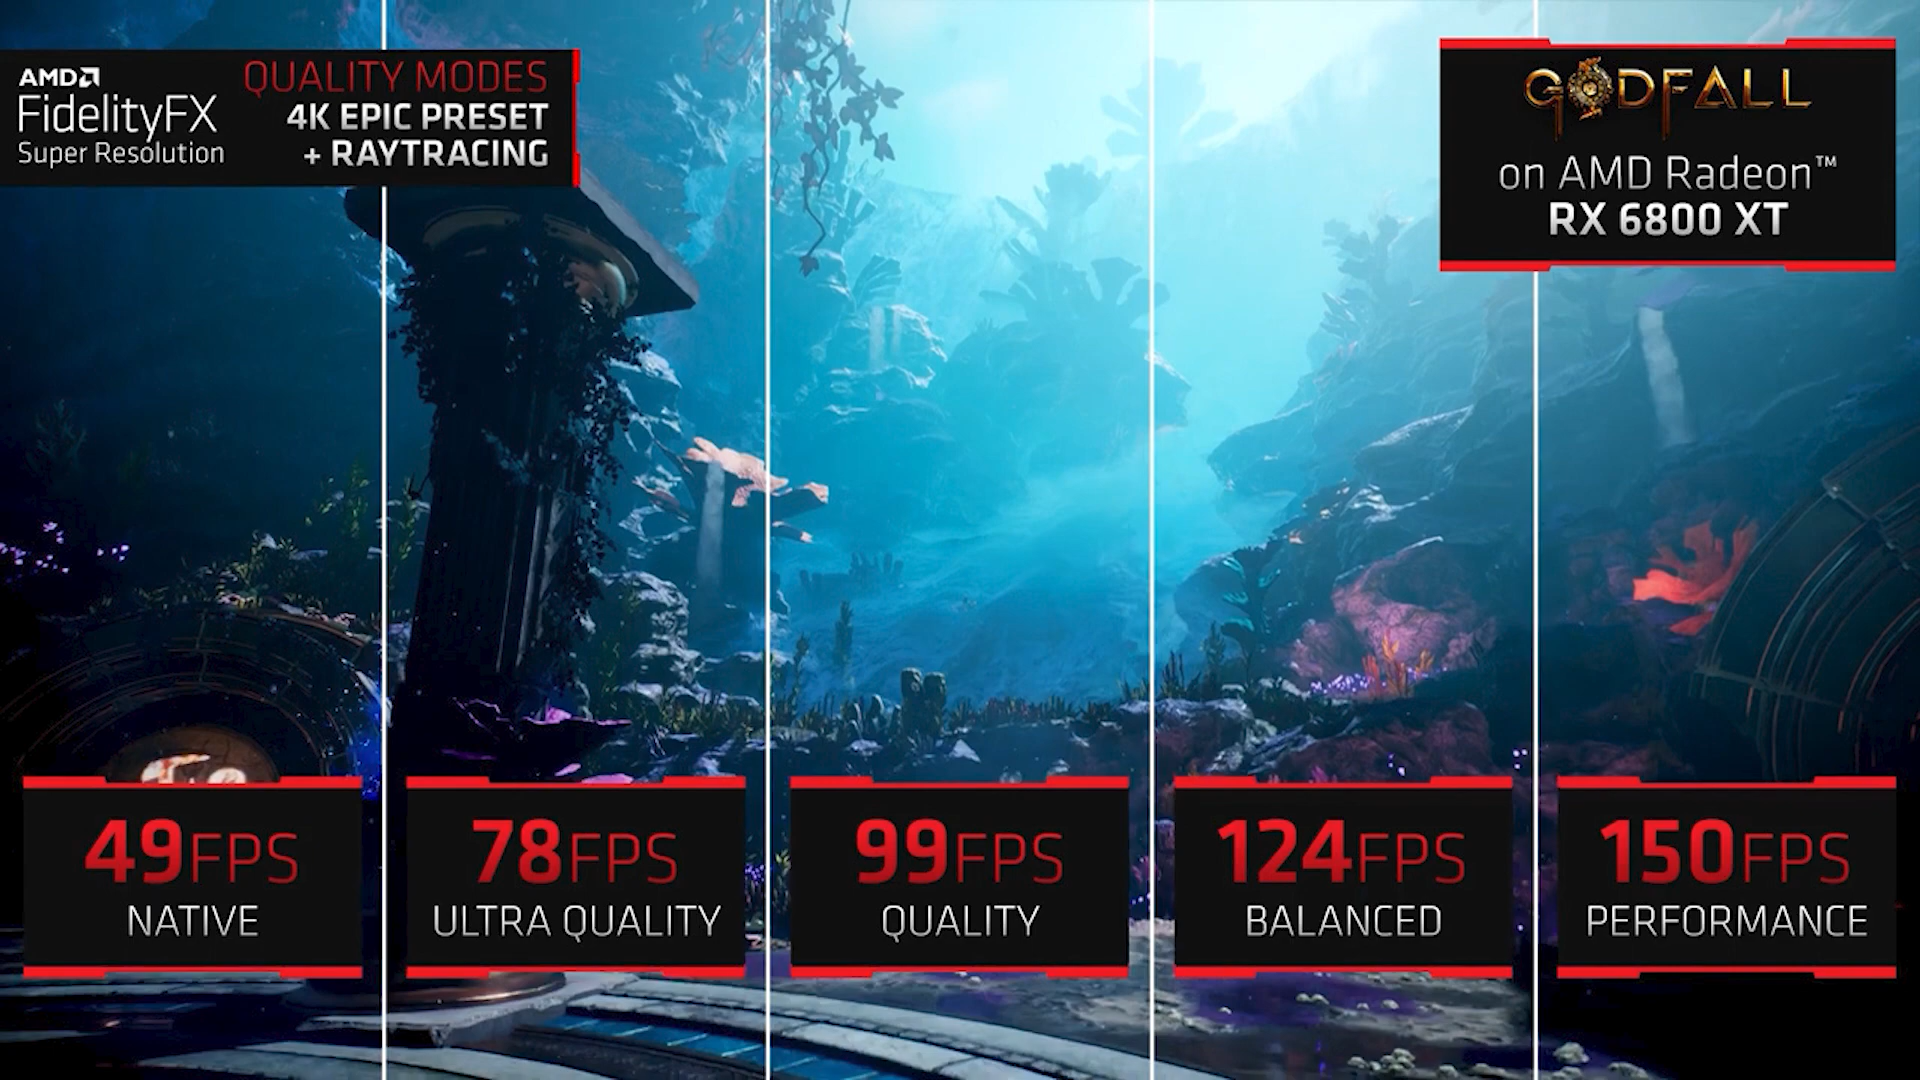 AMD
FidelityFX
Super Resolution
QUALITY MODES
4K EPIC PRESET
+ RAYTRACING
GODFALL
on AMD Radeon™
RX 6800 XT
49FPS
NATIVE
78FPS
ULTRA QUALITY
99FPS
QUALITY
124FPS
BALANCED
150FPS
PERFORMANCE